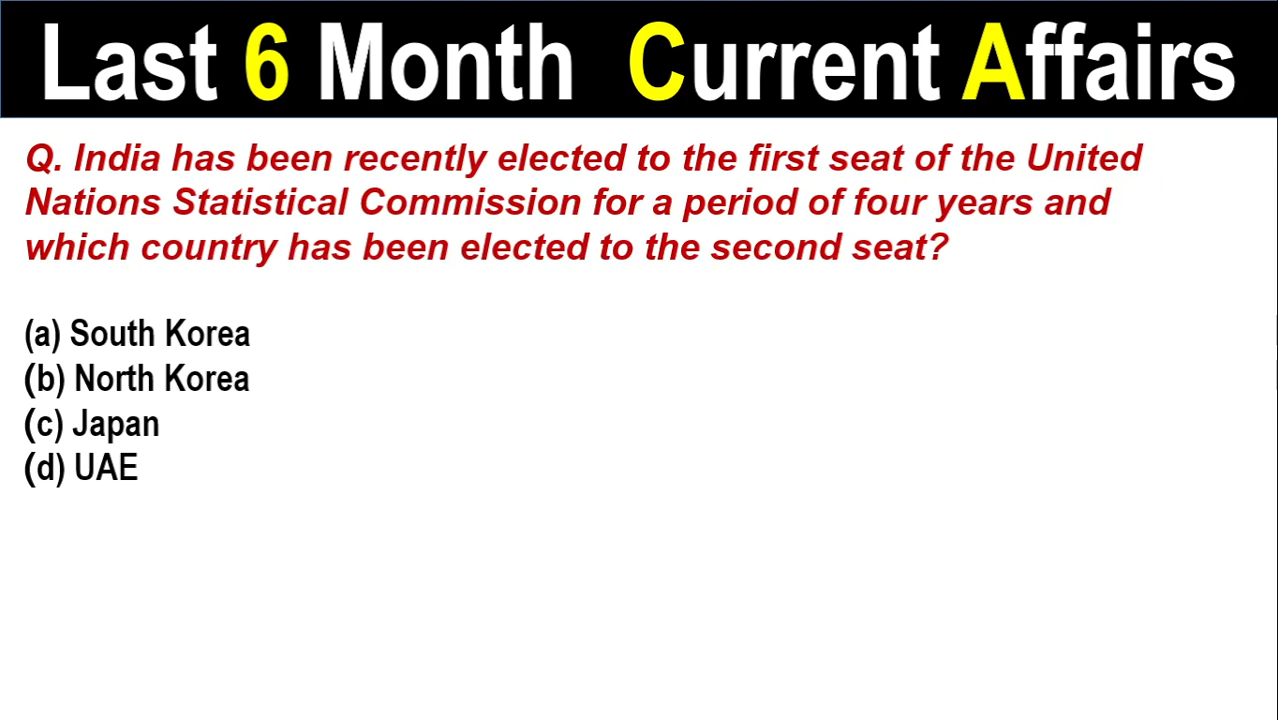 Last 6 Month Current Affairs
Q. India has been recently elected to the first seat of the United
Nations Statistical Commission for a period of four years and
which country has been elected to the second seat?
(a) South Korea
(b) North Korea
(c) Japan
(d) UAE